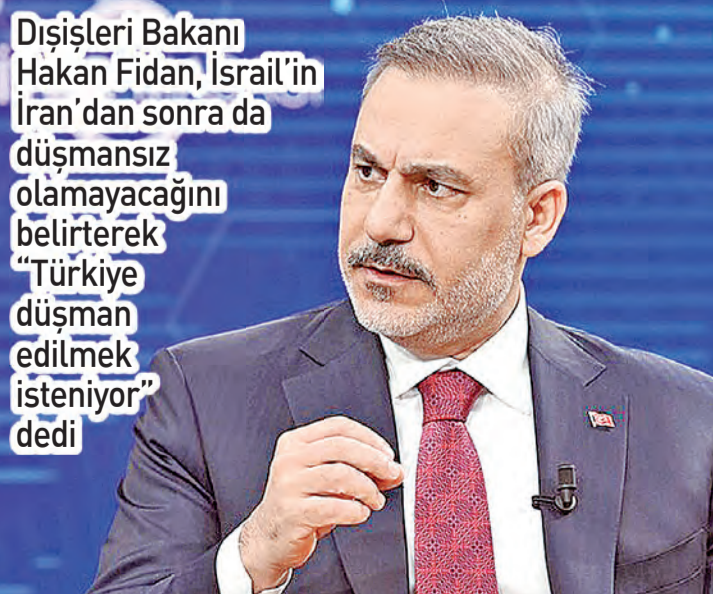 Dışişleri Bakanı
Hakan Fidan, İsrail’in
İran’dan sonra da
düşmansız
olamayacağını
belirterek
“Türkiye
düşman
edilmek
isteniyor”
dedi